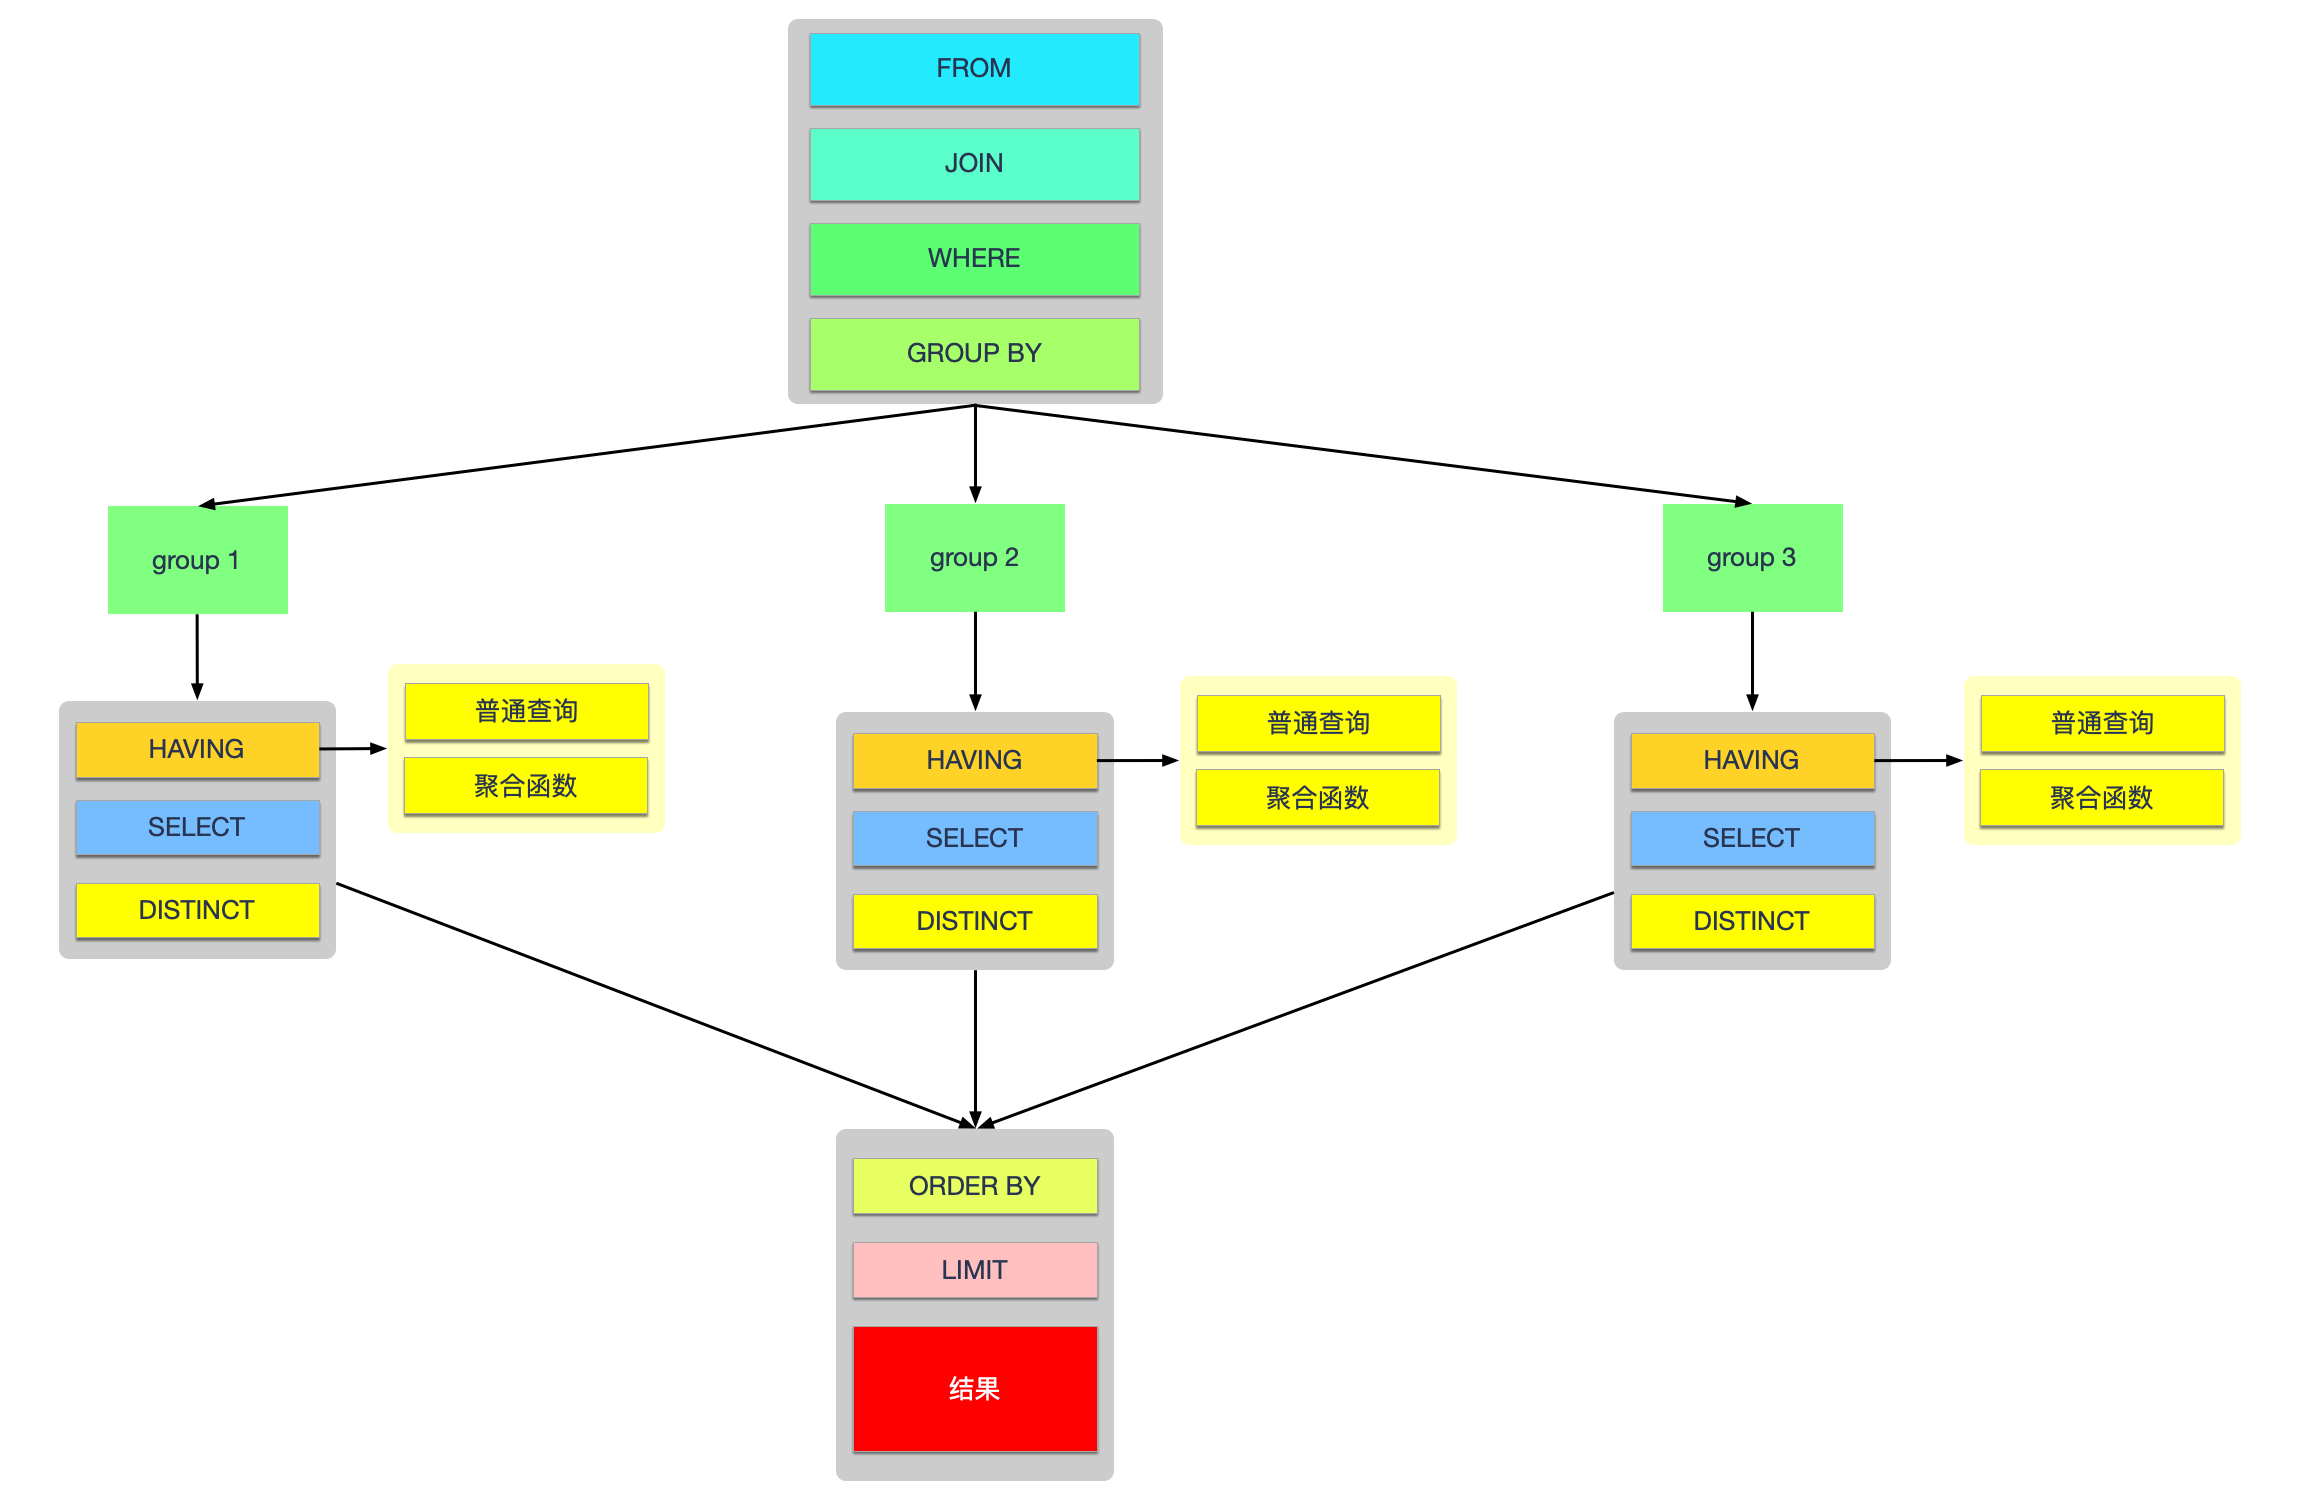 FROM
JOIN
WHERE
GROUP BY
group 1
group 2
group 3
HAVING
SELECT
DISTINCT
普通查询
聚合函数
HAVING
SELECT
DISTINCT
普通查询
聚合函数
HAVING
SELECT
DISTINCT
普通查询
聚合函数
ORDER BY
LIMIT
结果